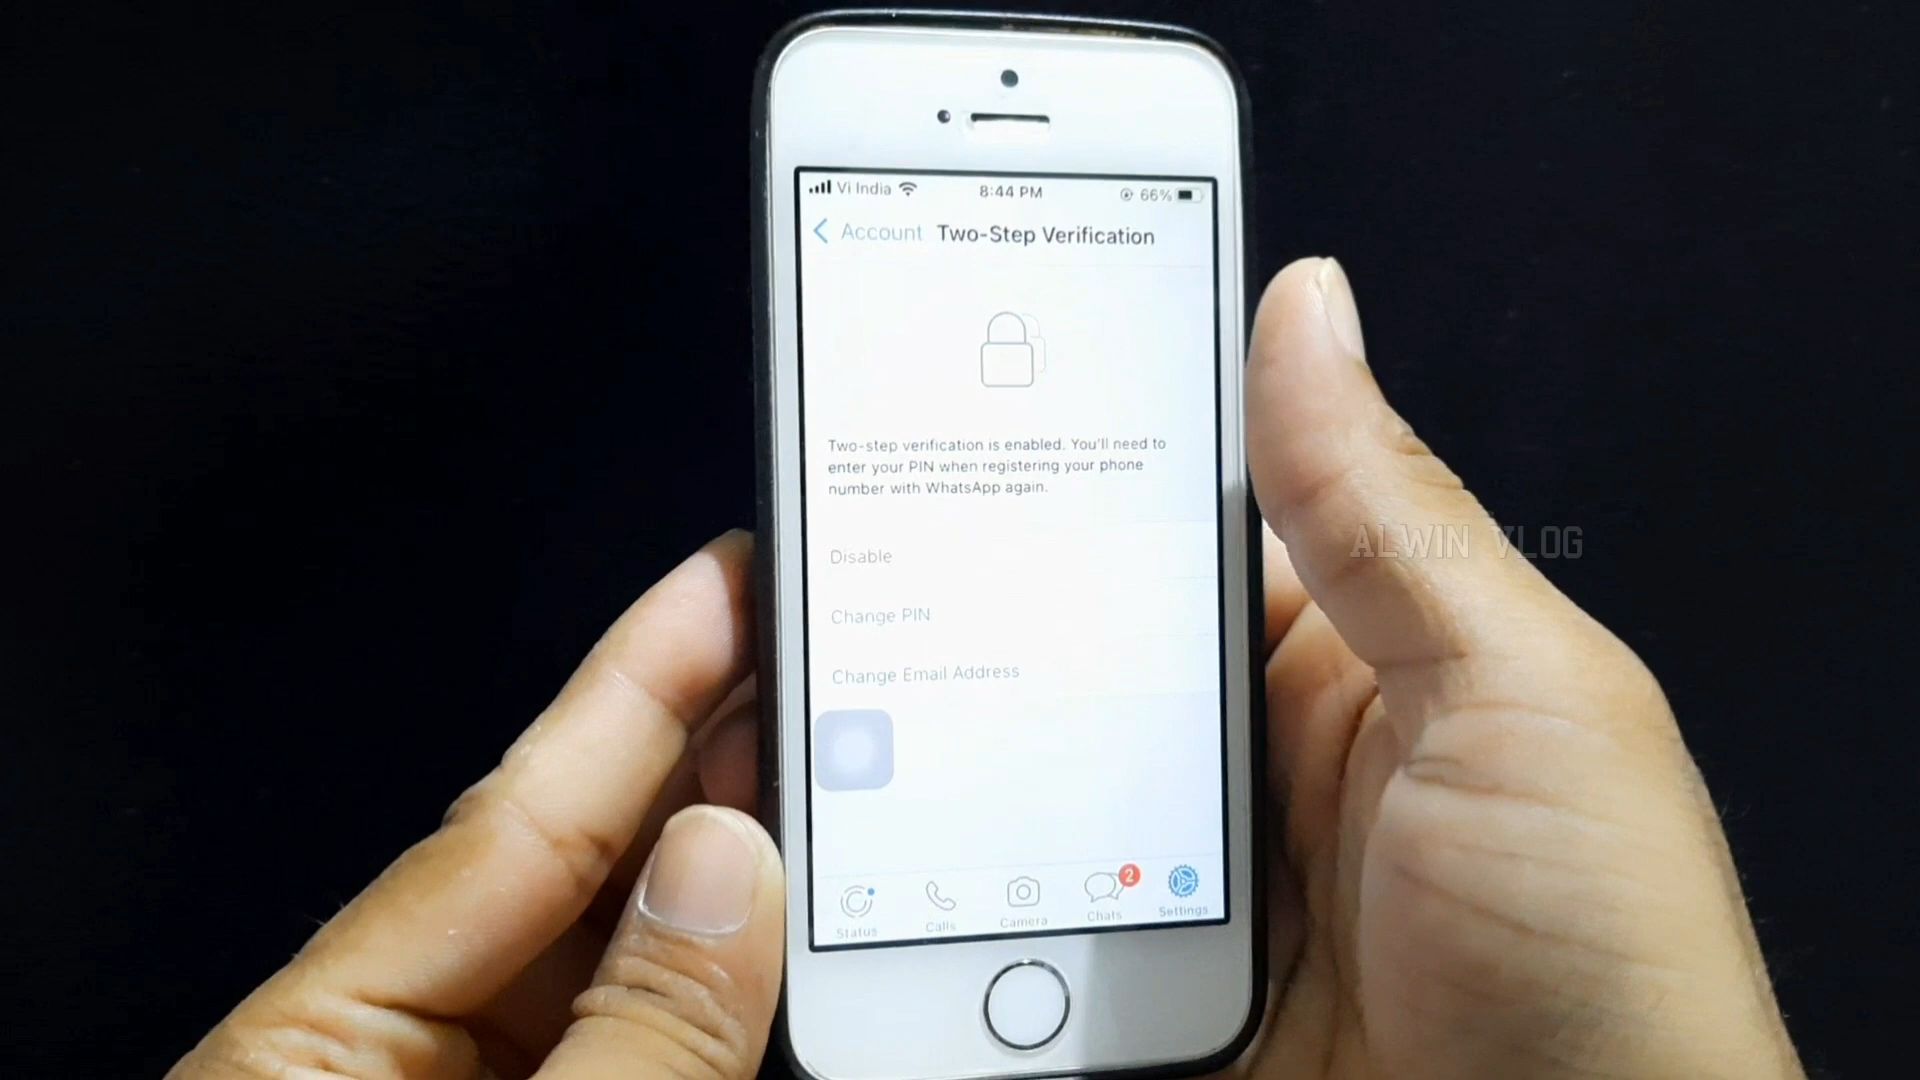 Vi India 8:44 PM 66%
Account Two-Step Verification
Two-step verification is enabled. You'll need to
enter your PIN when registering your phone
number with WhatsApp again.
Disable
Change PIN
Change Email Address
2
Status Calls Camera Chats Settings
ALWIN VLOG